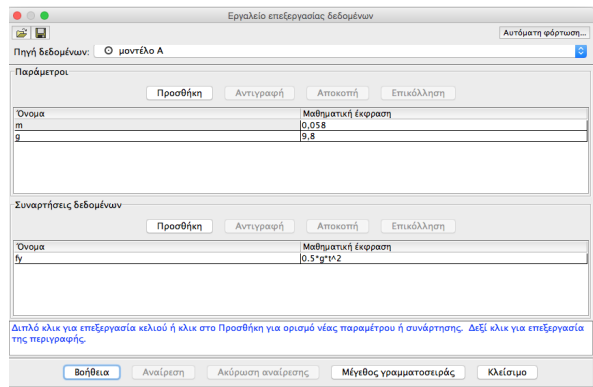 Εργαλείο επεξεργασίας δεδομένων
Αυτόματη φόρτωση...
Πηγή δεδομένων: μοντέλο A
Παράμετροι
Προσθήκη Αντιγραφή Αποκοπή Επικόλληση
Όνομα Μαθηματική έκφραση
m 0,058
g 9,8
Συναρτήσεις δεδομένων
Προσθήκη Αντιγραφή Αποκοπή Επικόλληση
Όνομα Μαθηματική έκφραση
fy 0.5*g*t^2
Διπλό κλικ για επεξεργασία κελιού ή κλικ στο Προσθήκη για ορισμό νέας παραμέτρου ή συνάρτησης. Δεξί κλικ για επεξεργασία
της περιγραφής.
Βοήθεια Αναίρεση Ακύρωση αναίρεσης Μέγεθος γραμματοσειράς Κλείσιμο